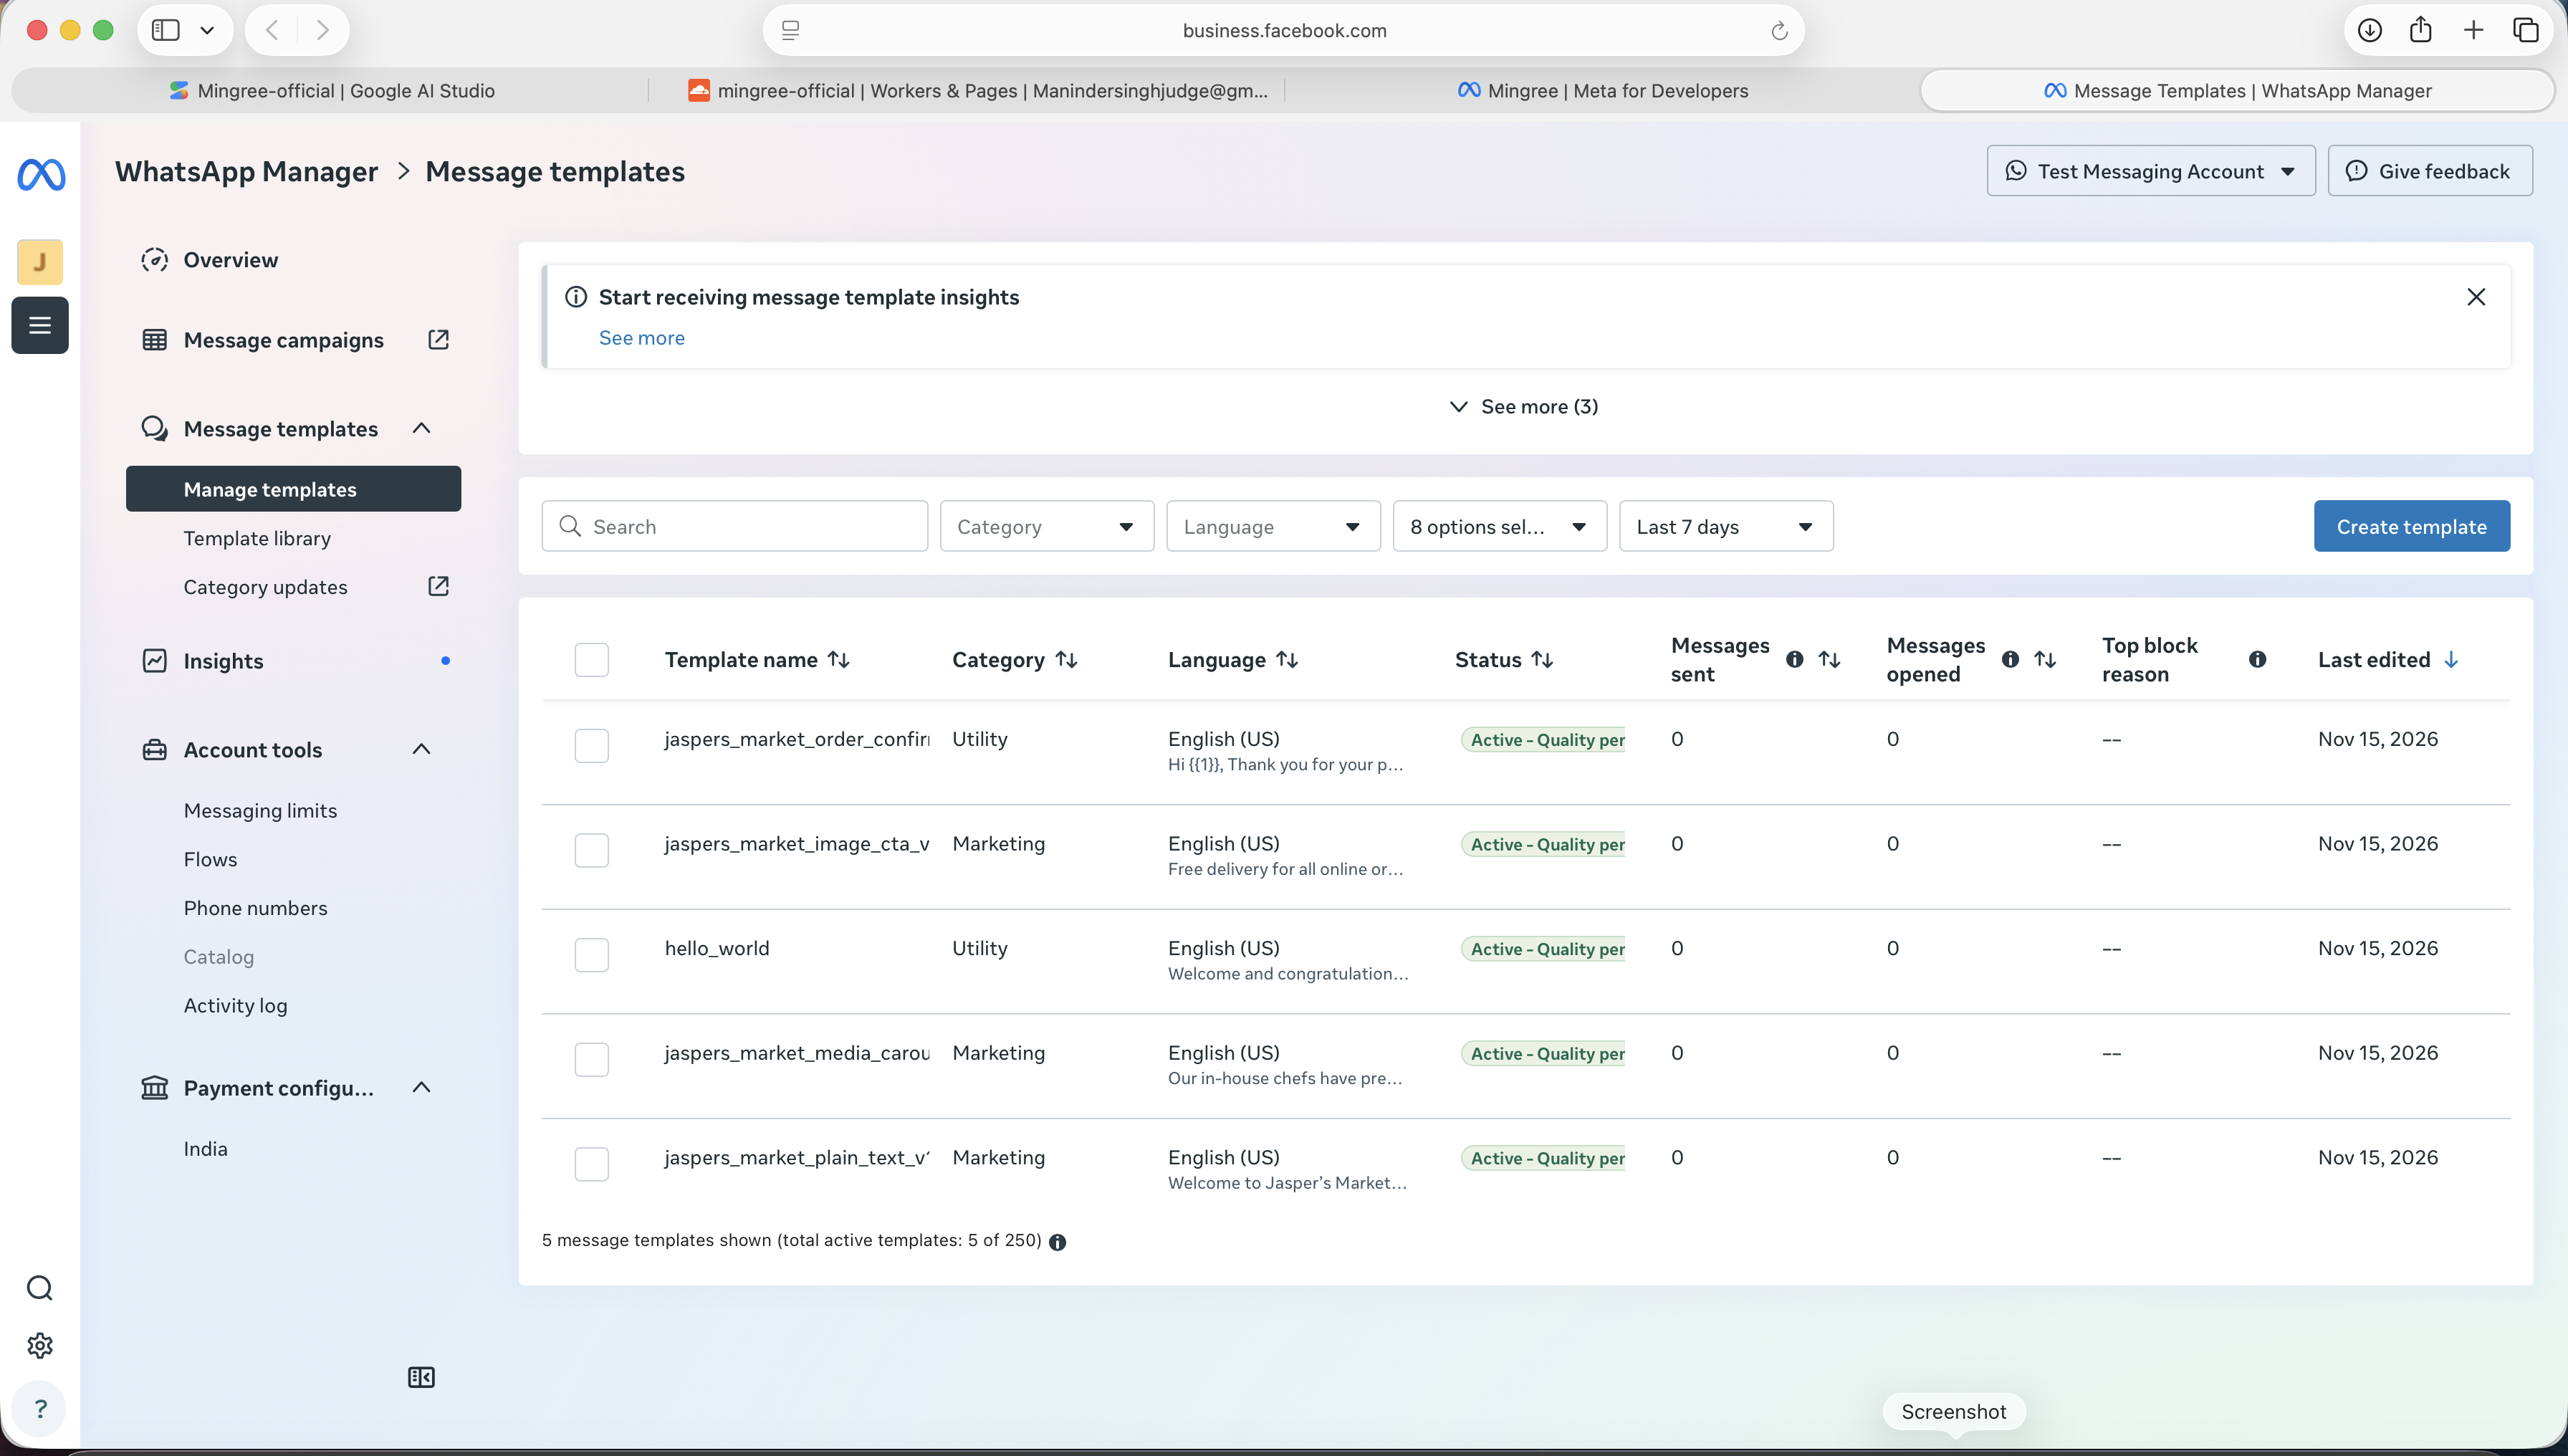 business.facebook.com
Mingree-official | Google AI Studio
mingree-official | Workers & Pages | Manindersinghjudge@gm...
Mingree | Meta for Developers
Message Templates | WhatsApp Manager
WhatsApp Manager > Message templates
Test Messaging Account
Give feedback
J
Overview
Message campaigns
Message templates
Manage templates
Template library
Category updates
Insights
Account tools
Messaging limits
Flows
Phone numbers
Catalog
Activity log
Payment configu...
India
?
Start receiving message template insights
See more
See more (3)
Search
Category
Language
8 options sel...
Last 7 days
Create template
Template name
Category
Language
Status
Messages sent
Messages opened
Top block reason
Last edited
jaspers_market_order_confir Utility English (US) Active - Quality per 0 0 -- Nov 15, 2026
Hi {{1}}, Thank you for your p...
jaspers_market_image_cta_v Marketing English (US) Active - Quality per 0 0 -- Nov 15, 2026
Free delivery for all online or...
hello_world Utility English (US) Active - Quality per 0 0 -- Nov 15, 2026
Welcome and congratulation...
jaspers_market_media_carou Marketing English (US) Active - Quality per 0 0 -- Nov 15, 2026
Our in-house chefs have pre...
jaspers_market_plain_text_v Marketing English (US) Active - Quality per 0 0 -- Nov 15, 2026
Welcome to Jasper's Market...
5 message templates shown (total active templates: 5 of 250)
Screenshot